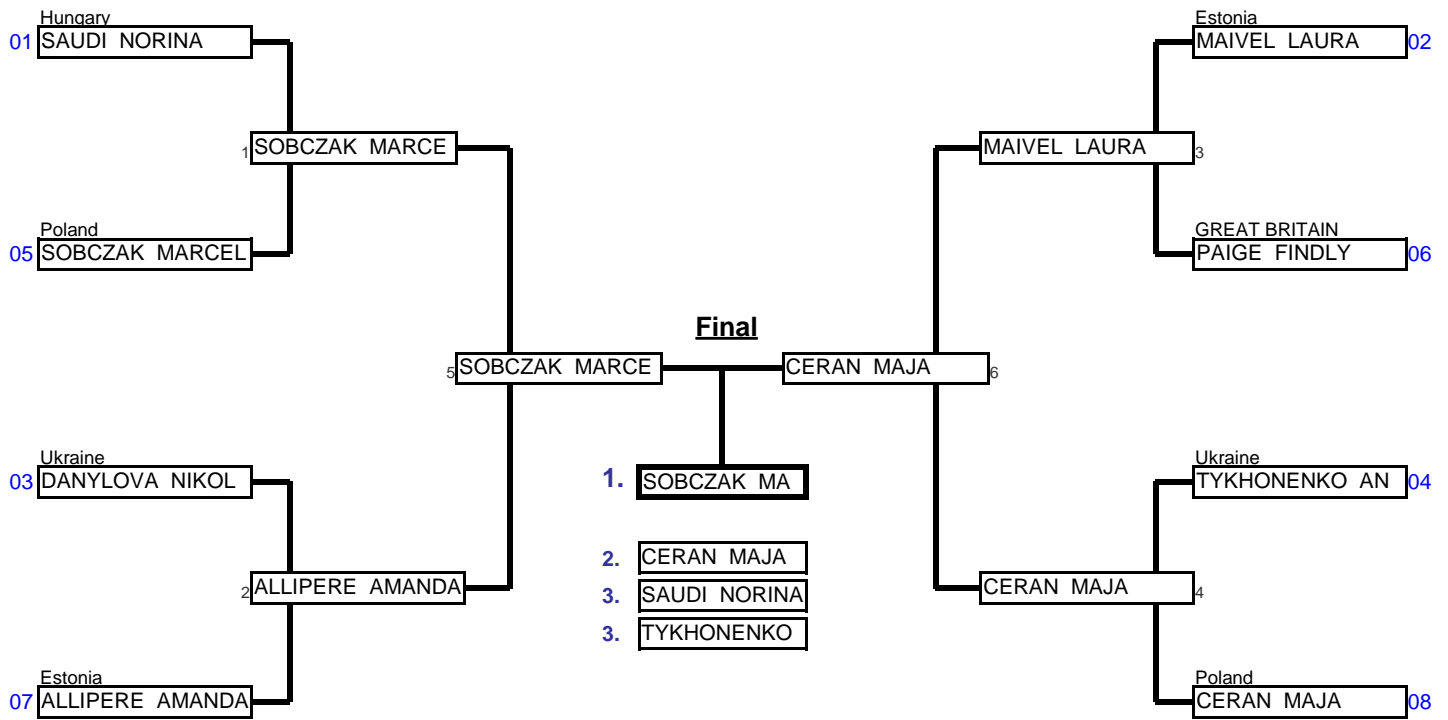 Hungary
01 SAUDI NORINA
Estonia
MAIVEL LAURA 02
1 SOBCZAK MARCE
MAIVEL LAURA 3
Poland
05 SOBCZAK MARCEL
GREAT BRITAIN
PAIGE FINDLY 06
Final
5 SOBCZAK MARCE
CERAN MAJA 6
Ukraine
03 DANYLOVA NIKOL
1. SOBCZAK MA
Ukraine
TYKHONENKO AN 04
2. CERAN MAJA
2 ALLIPERE AMANDA
3. SAUDI NORINA
CERAN MAJA 4
3. TYKHONENKO
Estonia
07 ALLIPERE AMANDA
Poland
CERAN MAJA 08